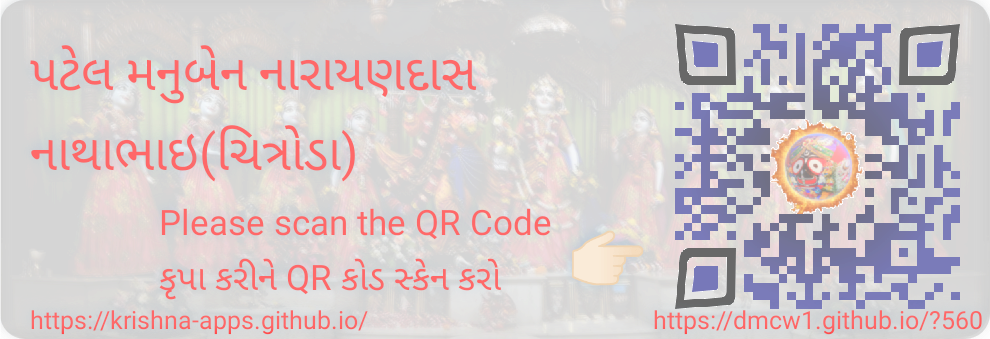 પટેલ મનુબેન નારાયણદાસ
નાથાભાઇ(ચિત્રોડા)
Please scan the QR Code
કૃપા કરીને QR કોડ સ્કેન કરો
https://krishna-apps.github.io/
https://dmcw1.github.io/?560